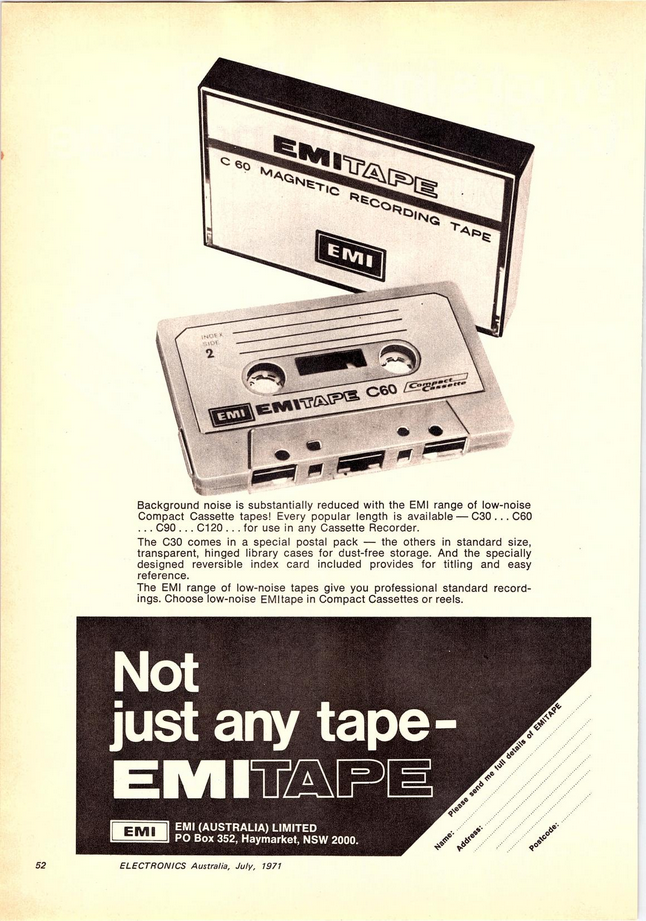 EMITAPE
C 60 MAGNETIC RECORDING TAPE
EMI
INDEX
SIDE
2
EMI EMITAPE C60 Compact Cassette
Background noise is substantially reduced with the EMI range of low-noise
Compact Cassette tapes! Every popular length is available — C30 . . . C60
. . . C90 . . . C120 . . . for use in any Cassette Recorder.
The C30 comes in a special postal pack — the others in standard size,
transparent, hinged library cases for dust-free storage. And the specially
designed reversible index card included provides for titling and easy
reference.
The EMI range of low-noise tapes give you professional standard record-
ings. Choose low-noise EMItape in Compact Cassettes or reels.
Not
just any tape-
EMITAPE
EMI
EMI (AUSTRALIA) LIMITED
PO Box 352, Haymarket, NSW 2000.
Please send me full details of EMITAPE
Name:
Address:
Postcode:
52 ELECTRONICS Australia, July, 1971